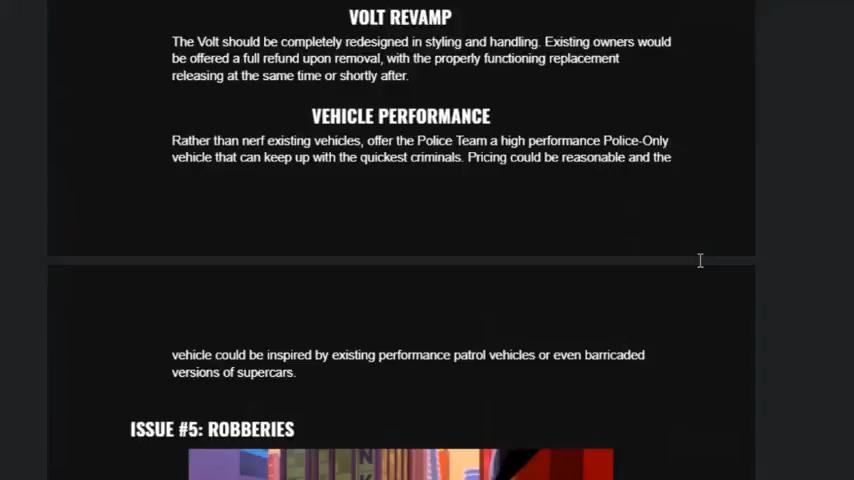 VOLT REVAMP
The Volt should be completely redesigned in styling and handling. Existing owners would
be offered a full refund upon removal, with the properly functioning replacement
releasing at the same time or shortly after.
VEHICLE PERFORMANCE
Rather than nerf existing vehicles, offer the Police Team a high performance Police-Only
vehicle that can keep up with the quickest criminals. Pricing could be reasonable and the
vehicle could be inspired by existing performance patrol vehicles or even barricaded
versions of supercars.
ISSUE #5: ROBBERIES